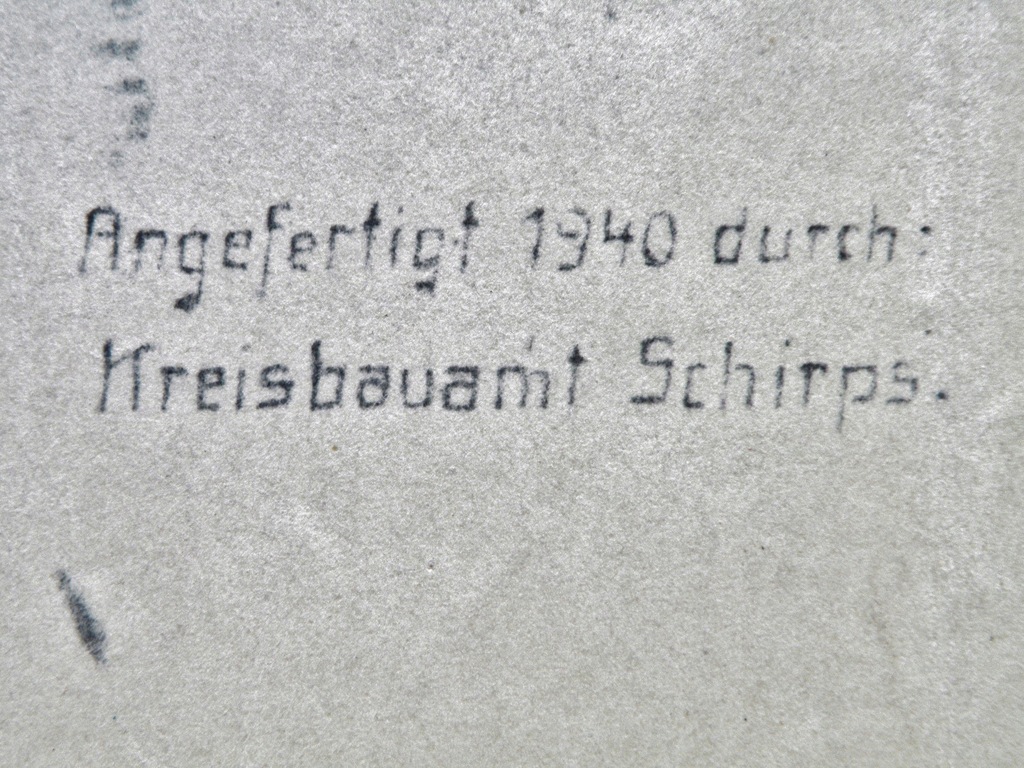 Angefertigt 1940 durch:
Kreisbauamt Schirps.